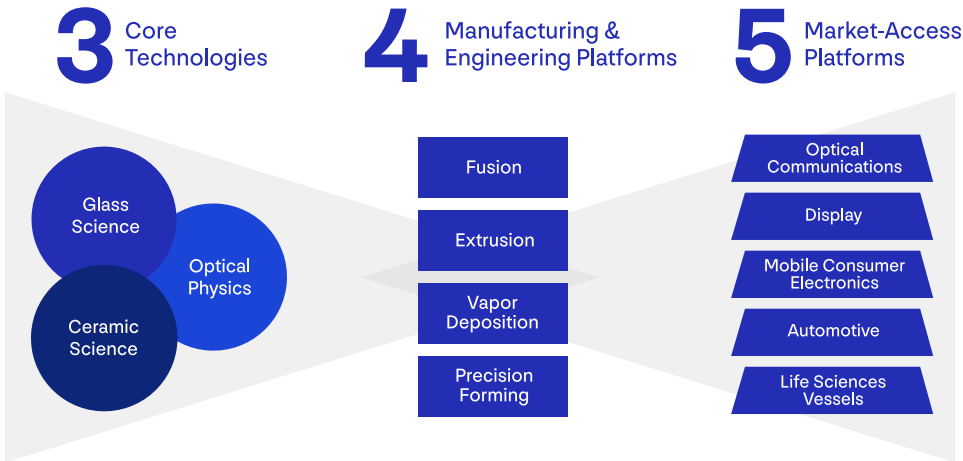 3 Core
Technologies
4 Manufacturing &
Engineering Platforms
5 Market-Access
Platforms
Glass
Science
Optical
Physics
Ceramic
Science
Fusion
Extrusion
Vapor
Deposition
Precision
Forming
Optical
Communications
Display
Mobile Consumer
Electronics
Automotive
Life Sciences
Vessels